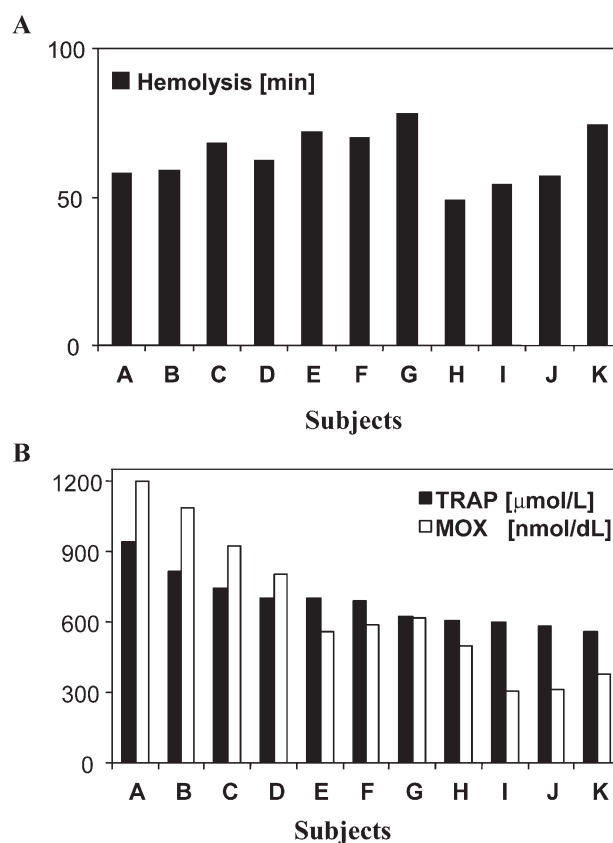 A
100
Hemolysis [min]
50
0
A B C D E F G H I J K
Subjects
B
1200
TRAP [μmol/L]
MOX [nmol/dL]
900
600
300
0
A B C D E F G H I J K
Subjects